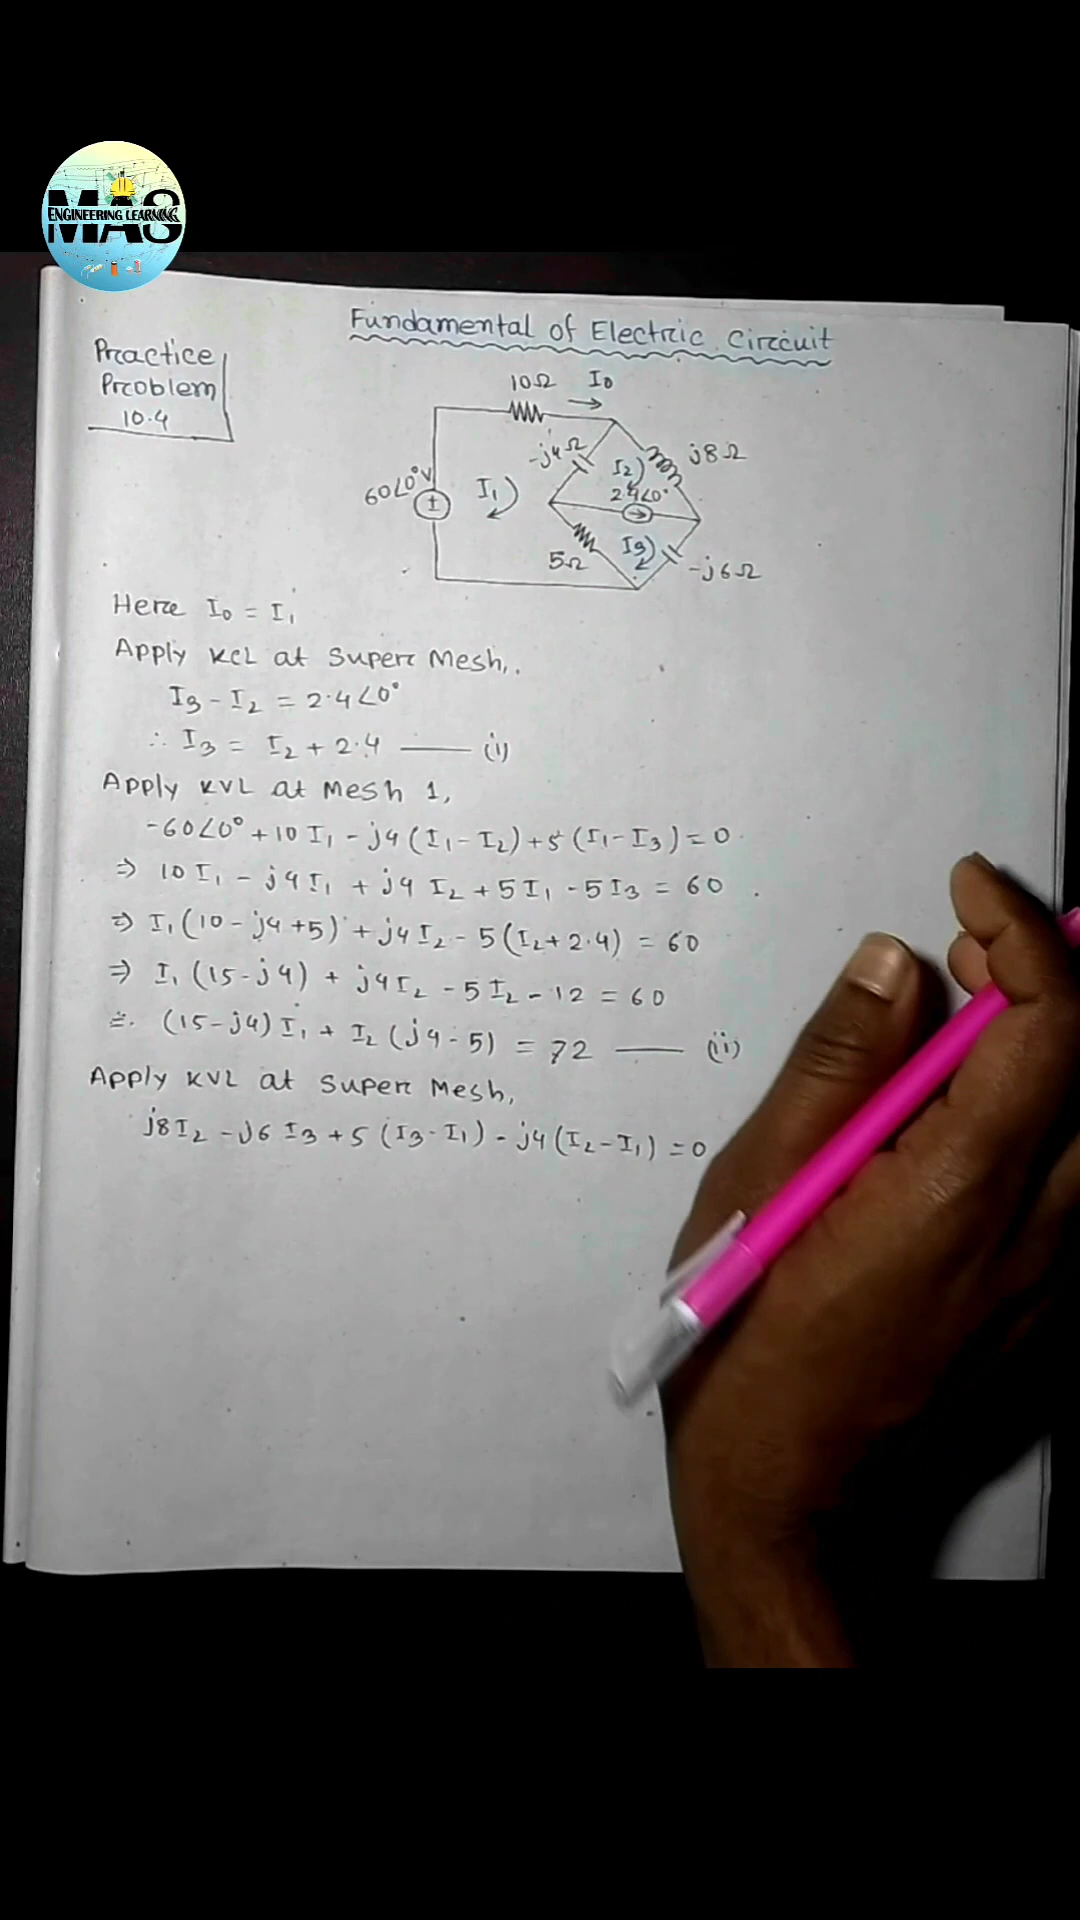 MAS
ENGINEERING LEARNING
Fundamental of Electric Circuit
Practice
Problem
10.4
10Ω I₀
-j4Ω
j8Ω
60∠0°V
I₁
I₂
2.4∠0°
5Ω
I₃
-j6Ω
Here I₀ = I₁
Apply KCL at Super Mesh,
I₃ - I₂ = 2.4∠0°
∴ I₃ = I₂ + 2.4 —— (i)
Apply KVL at Mesh 1,
-60∠0° + 10 I₁ - j4 (I₁ - I₂) + 5 (I₁ - I₃) = 0
⇒ 10 I₁ - j4 I₁ + j4 I₂ + 5 I₁ - 5 I₃ = 60
⇒ I₁ (10 - j4 + 5) + j4 I₂ - 5 (I₂ + 2.4) = 60
⇒ I₁ (15 - j4) + j4 I₂ - 5 I₂ - 12 = 60
∴ (15 - j4) I₁ + I₂ (j4 - 5) = 72 —— (ii)
Apply KVL at Super Mesh,
j8 I₂ - j6 I₃ + 5 (I₃ - I₁) - j4 (I₂ - I₁) = 0